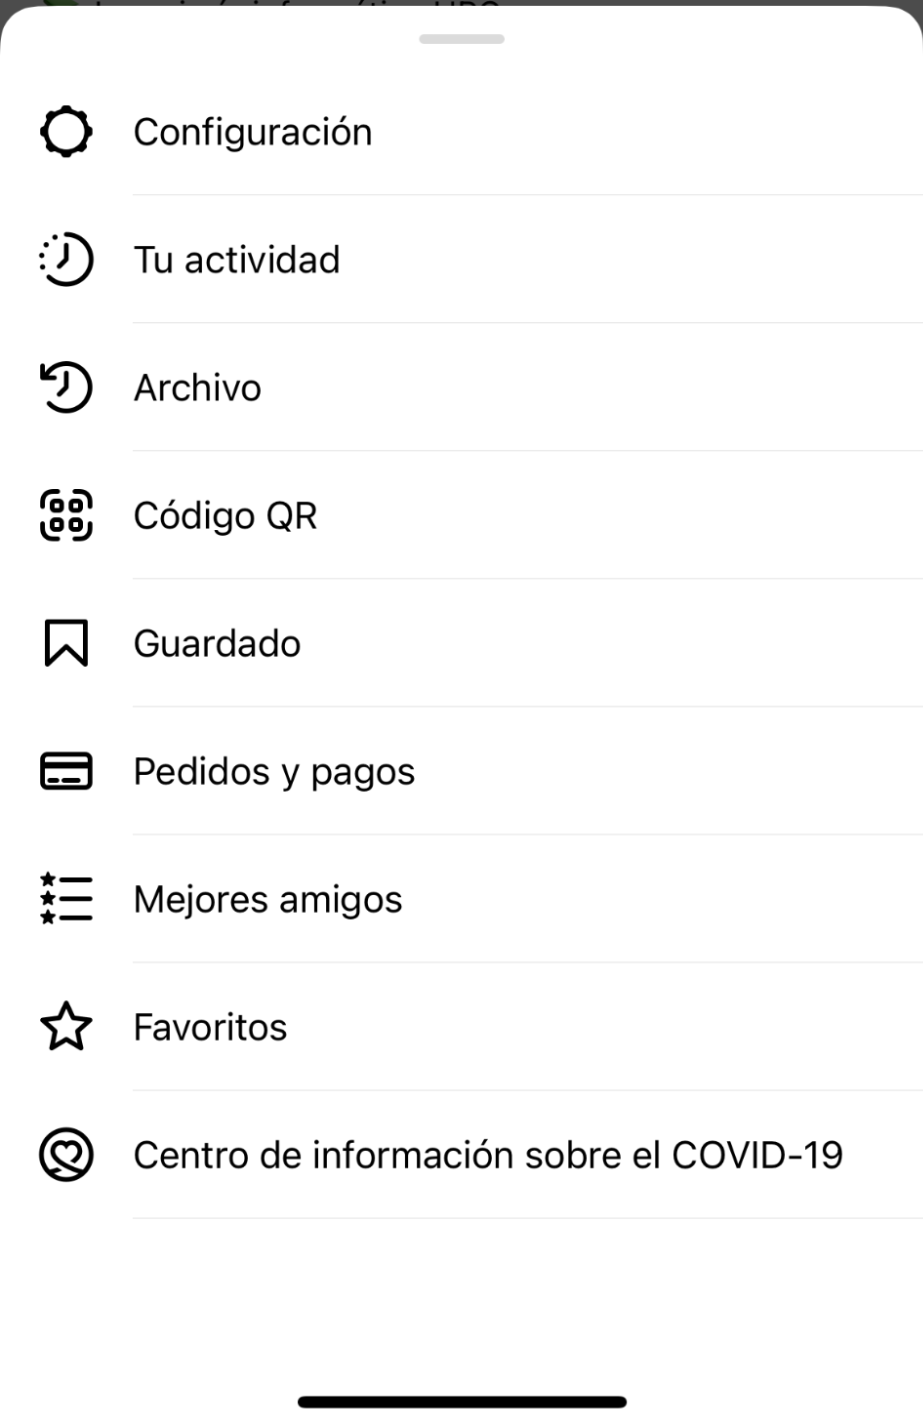 Configuración
Tu actividad
Archivo
Código QR
Guardado
Pedidos y pagos
Mejores amigos
Favoritos
Centro de información sobre el COVID-19